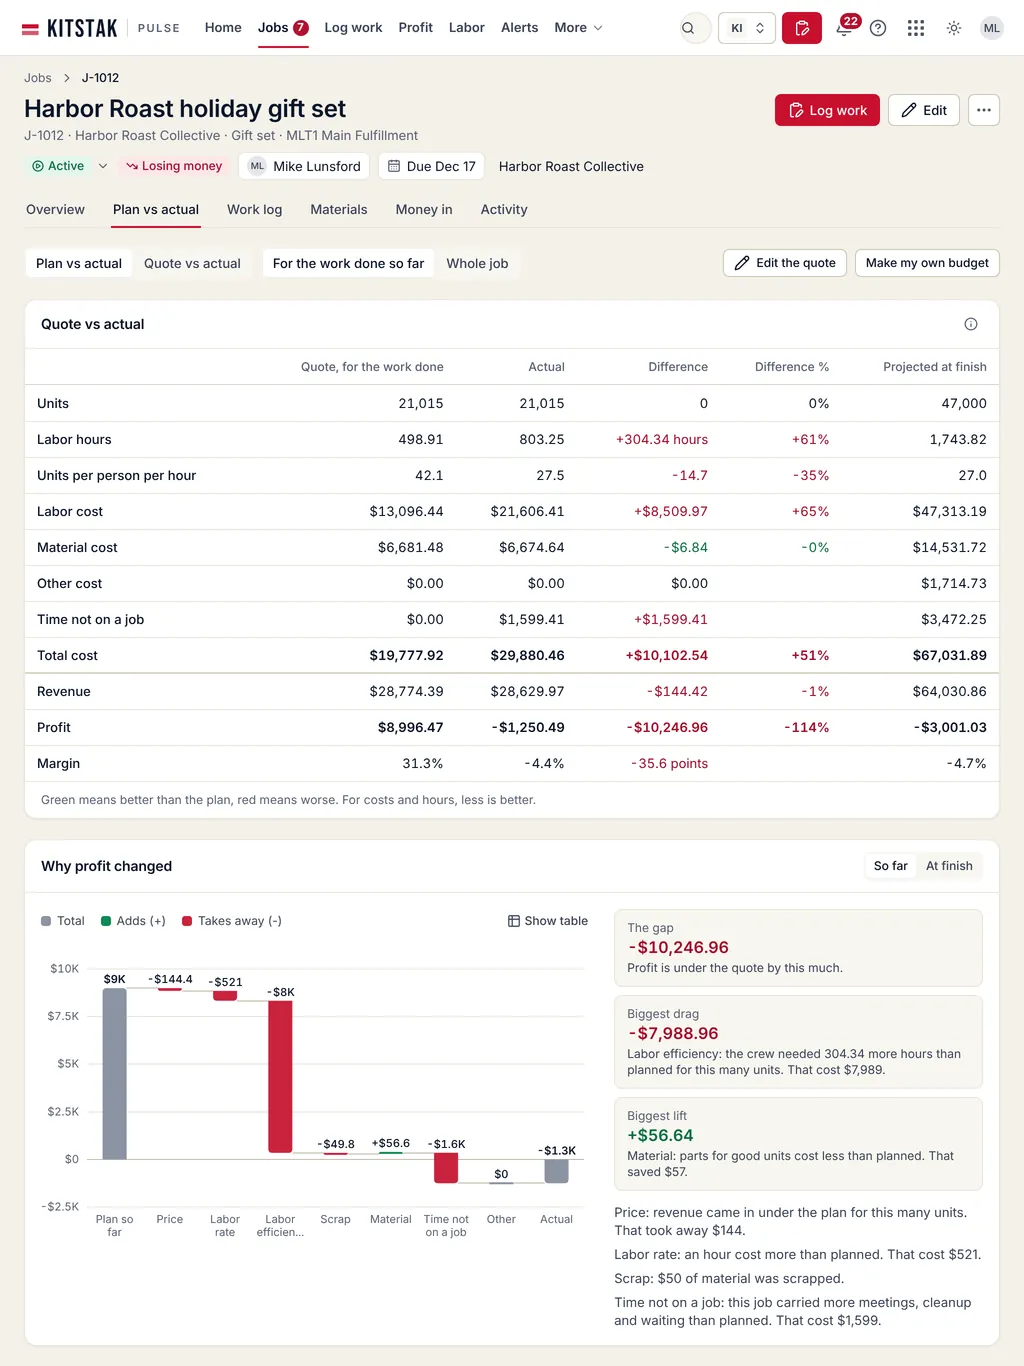 KITSTAK PULSE Home Jobs 7 Log work Profit Labor Alerts More KI 22 ML
Jobs > J-1012
Harbor Roast holiday gift set
Log work Edit
J-1012 · Harbor Roast Collective · Gift set · MLT1 Main Fulfillment
Active Losing money ML Mike Lunsford Due Dec 17 Harbor Roast Collective
Overview Plan vs actual Work log Materials Money in Activity
Plan vs actual Quote vs actual For the work done so far Whole job Edit the quote Make my own budget
Quote vs actual
Quote, for the work done Actual Difference Difference % Projected at finish
Units 21,015 21,015 0 0% 47,000
Labor hours 498.91 803.25 +304.34 hours +61% 1,743.82
Units per person per hour 42.1 27.5 -14.7 -35% 27.0
Labor cost $13,096.44 $21,606.41 +$8,509.97 +65% $47,313.19
Material cost $6,681.48 $6,674.64 -$6.84 -0% $14,531.72
Other cost $0.00 $0.00 $0.00 $1,714.73
Time not on a job $0.00 $1,599.41 +$1,599.41 $3,472.25
Total cost $19,777.92 $29,880.46 +$10,102.54 +51% $67,031.89
Revenue $28,774.39 $28,629.97 -$144.42 -1% $64,030.86
Profit $8,996.47 -$1,250.49 -$10,246.96 -114% -$3,001.03
Margin 31.3% -4.4% -35.6 points -4.7%
Green means better than the plan, red means worse. For costs and hours, less is better.
Why profit changed So far At finish
Total Adds (+) Takes away (-) Show table
$10K
$7.5K
$5K
$2.5K
$0
-$2.5K
$9K -$144.4 -$521 -$8K -$49.8 +$56.6 -$1.6K $0 -$1.3K
Plan so far
Price
Labor rate
Labor efficien...
Scrap
Material
Time not on a job
Other
Actual
The gap
-$10,246.96
Profit is under the quote by this much.
Biggest drag
-$7,988.96
Labor efficiency: the crew needed 304.34 more hours than
planned for this many units. That cost $7,989.
Biggest lift
+$56.64
Material: parts for good units cost less than planned. That
saved $57.
Price: revenue came in under the plan for this many units.
That took away $144.
Labor rate: an hour cost more than planned. That cost $521.
Scrap: $50 of material was scrapped.
Time not on a job: this job carried more meetings, cleanup
and waiting than planned. That cost $1,599.